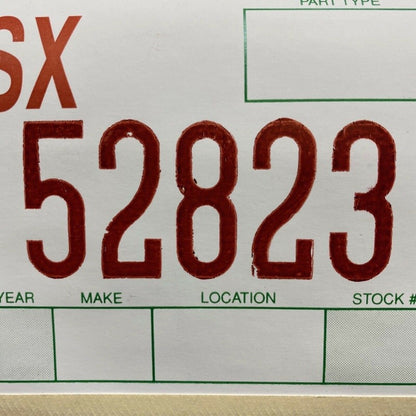 PART TYPE
SX
52823
YEAR MAKE LOCATION STOCK #